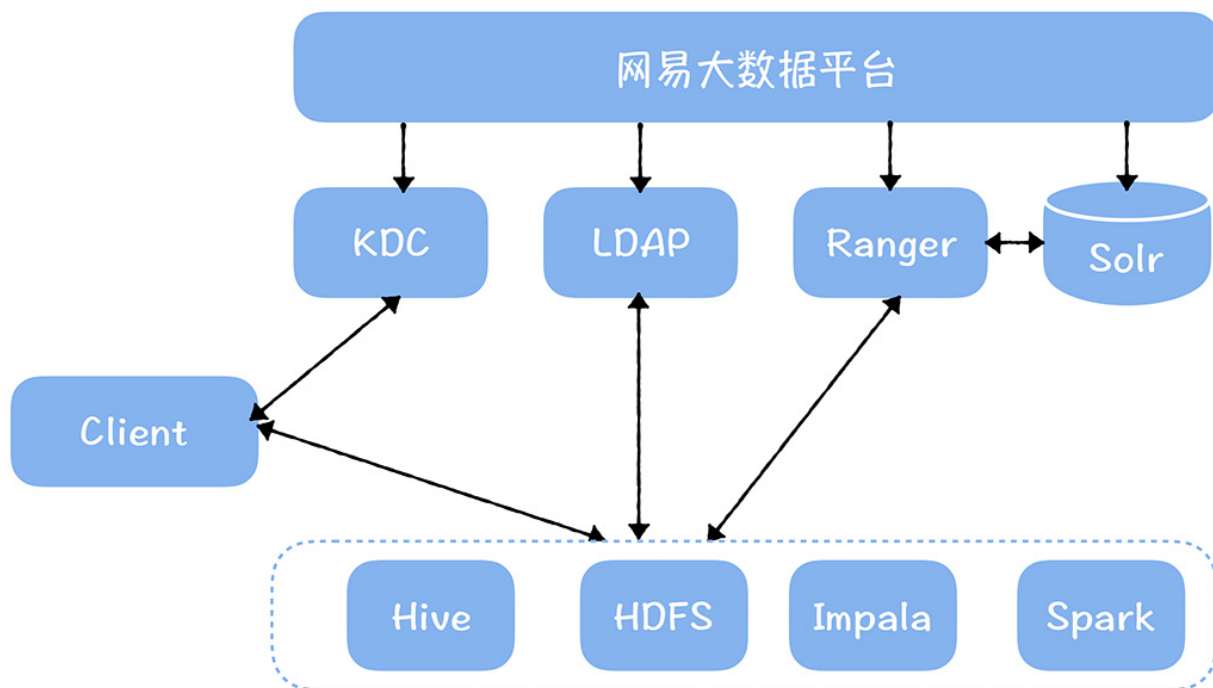 网易大数据平台
KDC
LDAP
Ranger
Solr
Client
Hive
HDFS
Impala
Spark